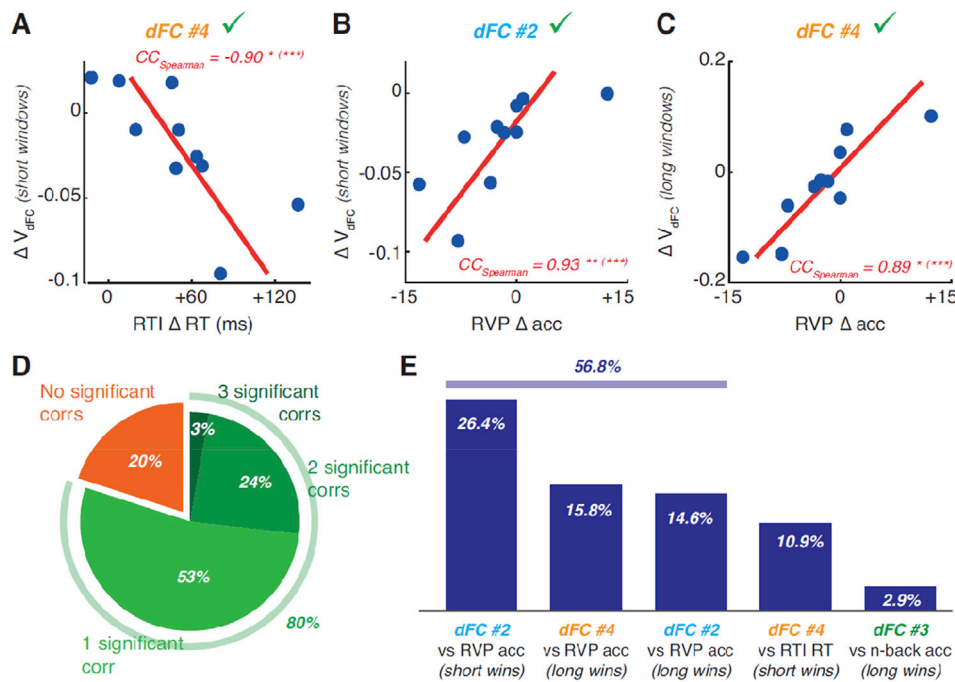 A
dFC #4 ✓
CC_Spearman = -0.90 * (***)
Δ V_dFC (short windows)
0
-0.05
-0.1
0
+60
+120
RTI Δ RT (ms)
B
dFC #2 ✓
CC_Spearman = 0.93 ** (***)
Δ V_dFC (short windows)
0
-0.05
-0.1
-15
0
+15
RVP Δ acc
C
dFC #4 ✓
CC_Spearman = 0.89 * (***)
Δ V_dFC (long windows)
0.2
0
-0.2
-15
0
+15
RVP Δ acc
D
No significant
corrs
20%
3 significant
corrs
3%
2 significant
corrs
24%
53%
1 significant
corr
80%
E
56.8%
26.4%
15.8%
14.6%
10.9%
2.9%
dFC #2
vs RVP acc
(short wins)
dFC #4
vs RVP acc
(long wins)
dFC #2
vs RVP acc
(long wins)
dFC #4
vs RTI RT
(short wins)
dFC #3
vs n-back acc
(long wins)